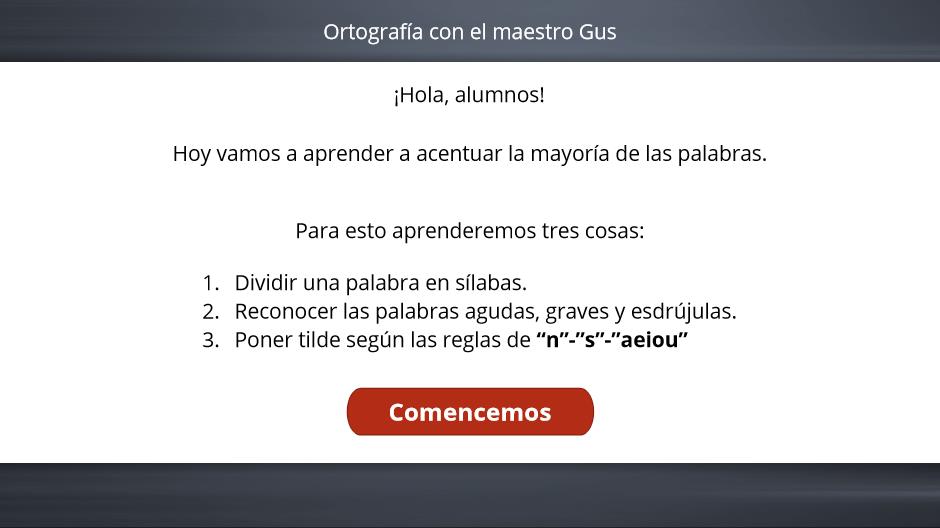 Ortografía con el maestro Gus
¡Hola, alumnos!
Hoy vamos a aprender a acentuar la mayoría de las palabras.
Para esto aprenderemos tres cosas:
1. Dividir una palabra en sílabas.
2. Reconocer las palabras agudas, graves y esdrújulas.
3. Poner tilde según las reglas de “n”-”s”-”aeiou”
Comencemos